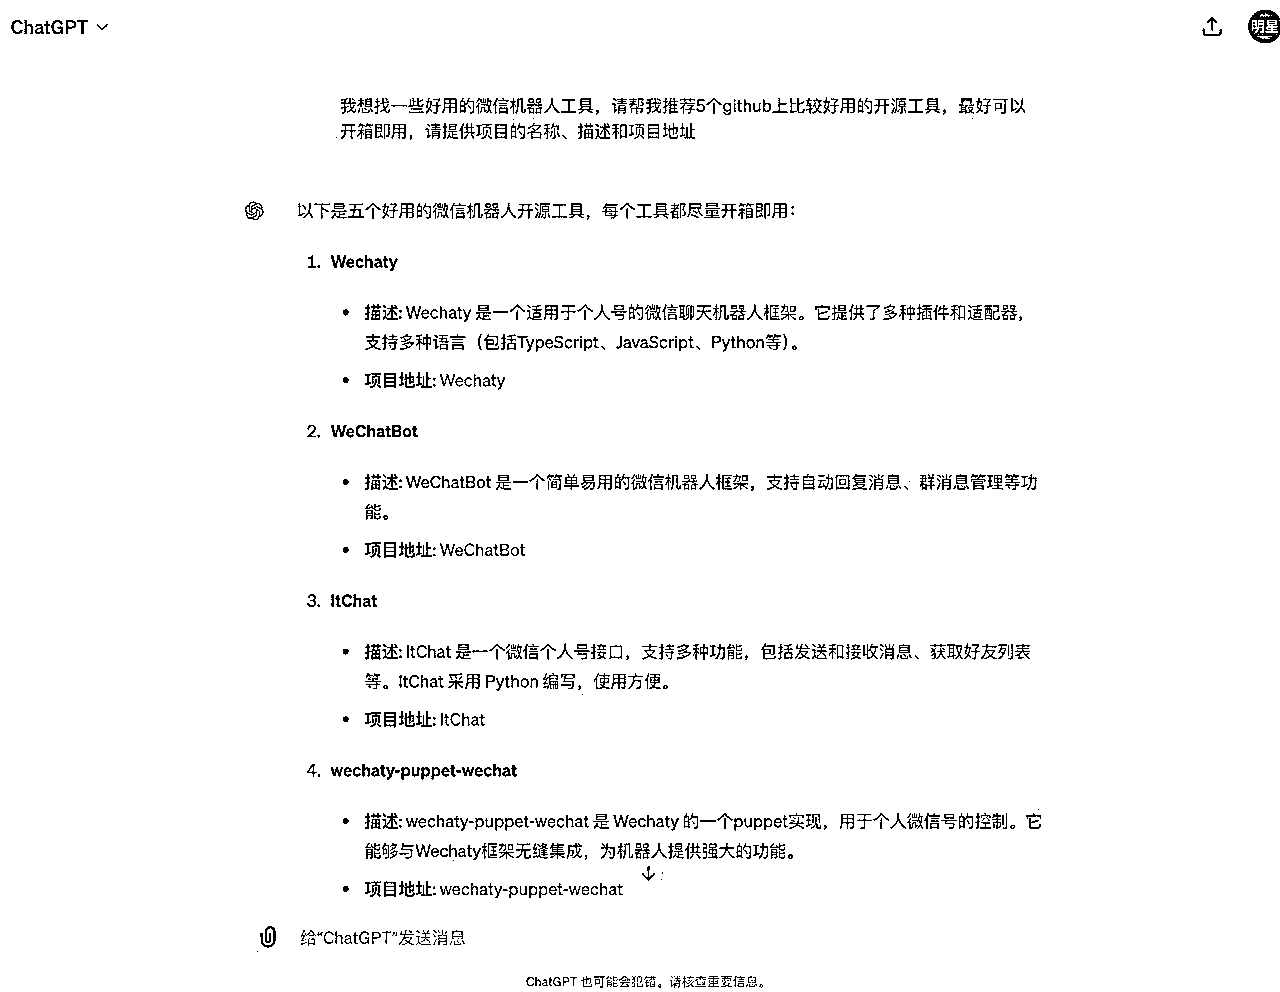 ChatGPT
明星
我想找一些好用的微信机器人工具，请帮我推荐5个github上比较好用的开源工具，最好可以
开箱即用，请提供项目的名称、描述和项目地址
以下是五个好用的微信机器人开源工具，每个工具都尽量开箱即用：
1. Wechaty
• 描述: Wechaty 是一个适用于个人号的微信聊天机器人框架。它提供了多种插件和适配器，
支持多种语言（包括TypeScript、JavaScript、Python等）。
• 项目地址: Wechaty
2. WeChatBot
• 描述: WeChatBot 是一个简单易用的微信机器人框架，支持自动回复消息、群消息管理等功
能。
• 项目地址: WeChatBot
3. ItChat
• 描述: ItChat 是一个微信个人号接口，支持多种功能，包括发送和接收消息、获取好友列表
等。ItChat 采用 Python 编写，使用方便。
• 项目地址: ItChat
4. wechaty-puppet-wechat
• 描述: wechaty-puppet-wechat 是 Wechaty 的一个puppet实现，用于个人微信号的控制。它
能够与Wechaty框架无缝集成，为机器人提供强大的功能。
• 项目地址: wechaty-puppet-wechat
给“ChatGPT”发送消息
ChatGPT 也可能会犯错。请核查重要信息。